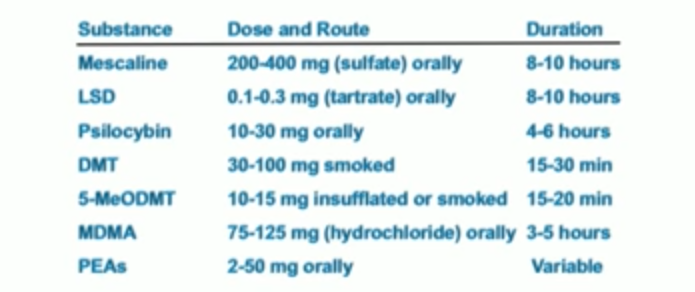 Substance Dose and Route Duration
Mescaline 200-400 mg (sulfate) orally 8-10 hours
LSD 0.1-0.3 mg (tartrate) orally 8-10 hours
Psilocybin 10-30 mg orally 4-6 hours
DMT 30-100 mg smoked 15-30 min
5-MeODMT 10-15 mg insufflated or smoked 15-20 min
MDMA 75-125 mg (hydrochloride) orally 3-5 hours
PEAs 2-50 mg orally Variable